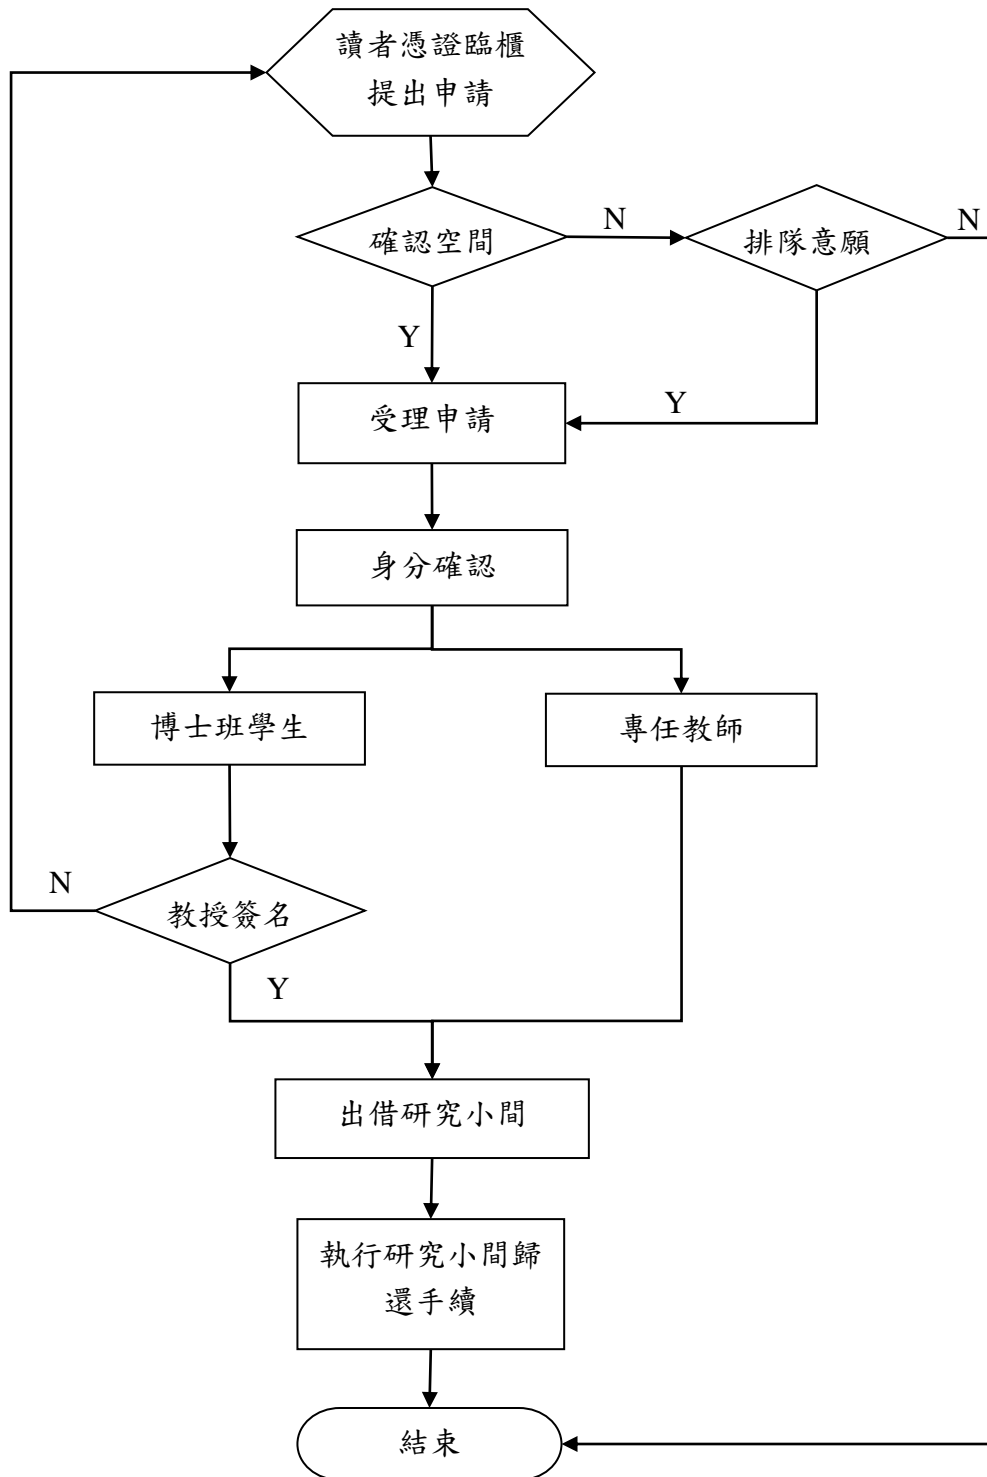 讀者憑證臨櫃
提出申請
確認空間
N
排隊意願
N
Y
受理申請
Y
身分確認
博士班學生
專任教師
N
教授簽名
Y
出借研究小間
執行研究小間歸
還手續
結束